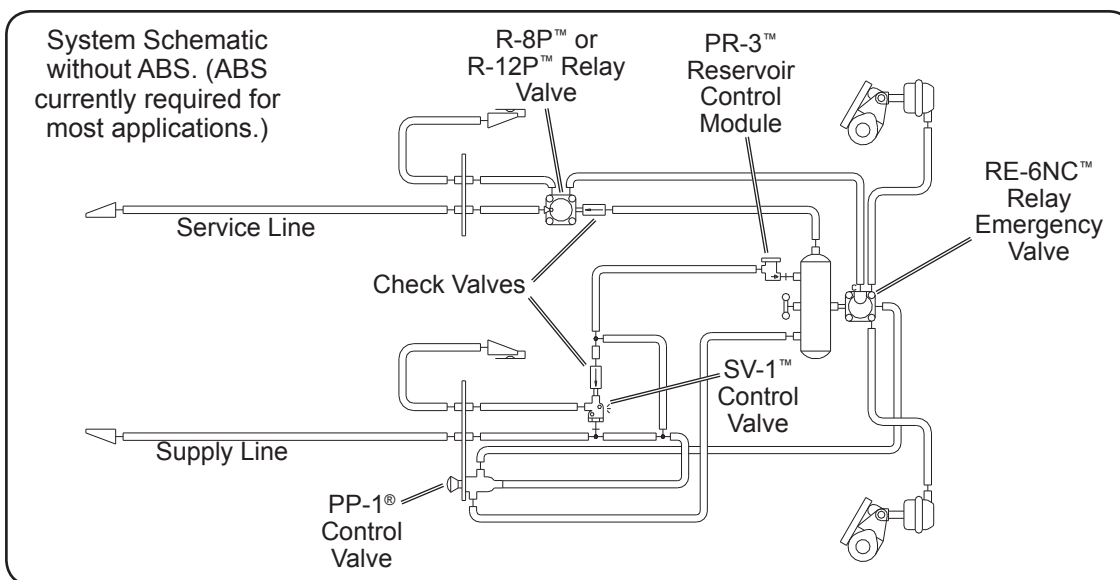 System Schematic
without ABS. (ABS
currently required for
most applications.)
R-8P™ or
R-12P™ Relay
Valve
PR-3™
Reservoir
Control
Module
RE-6NC™
Relay
Emergency
Valve
Service Line
Check Valves
SV-1™
Control
Valve
Supply Line
PP-1®
Control
Valve